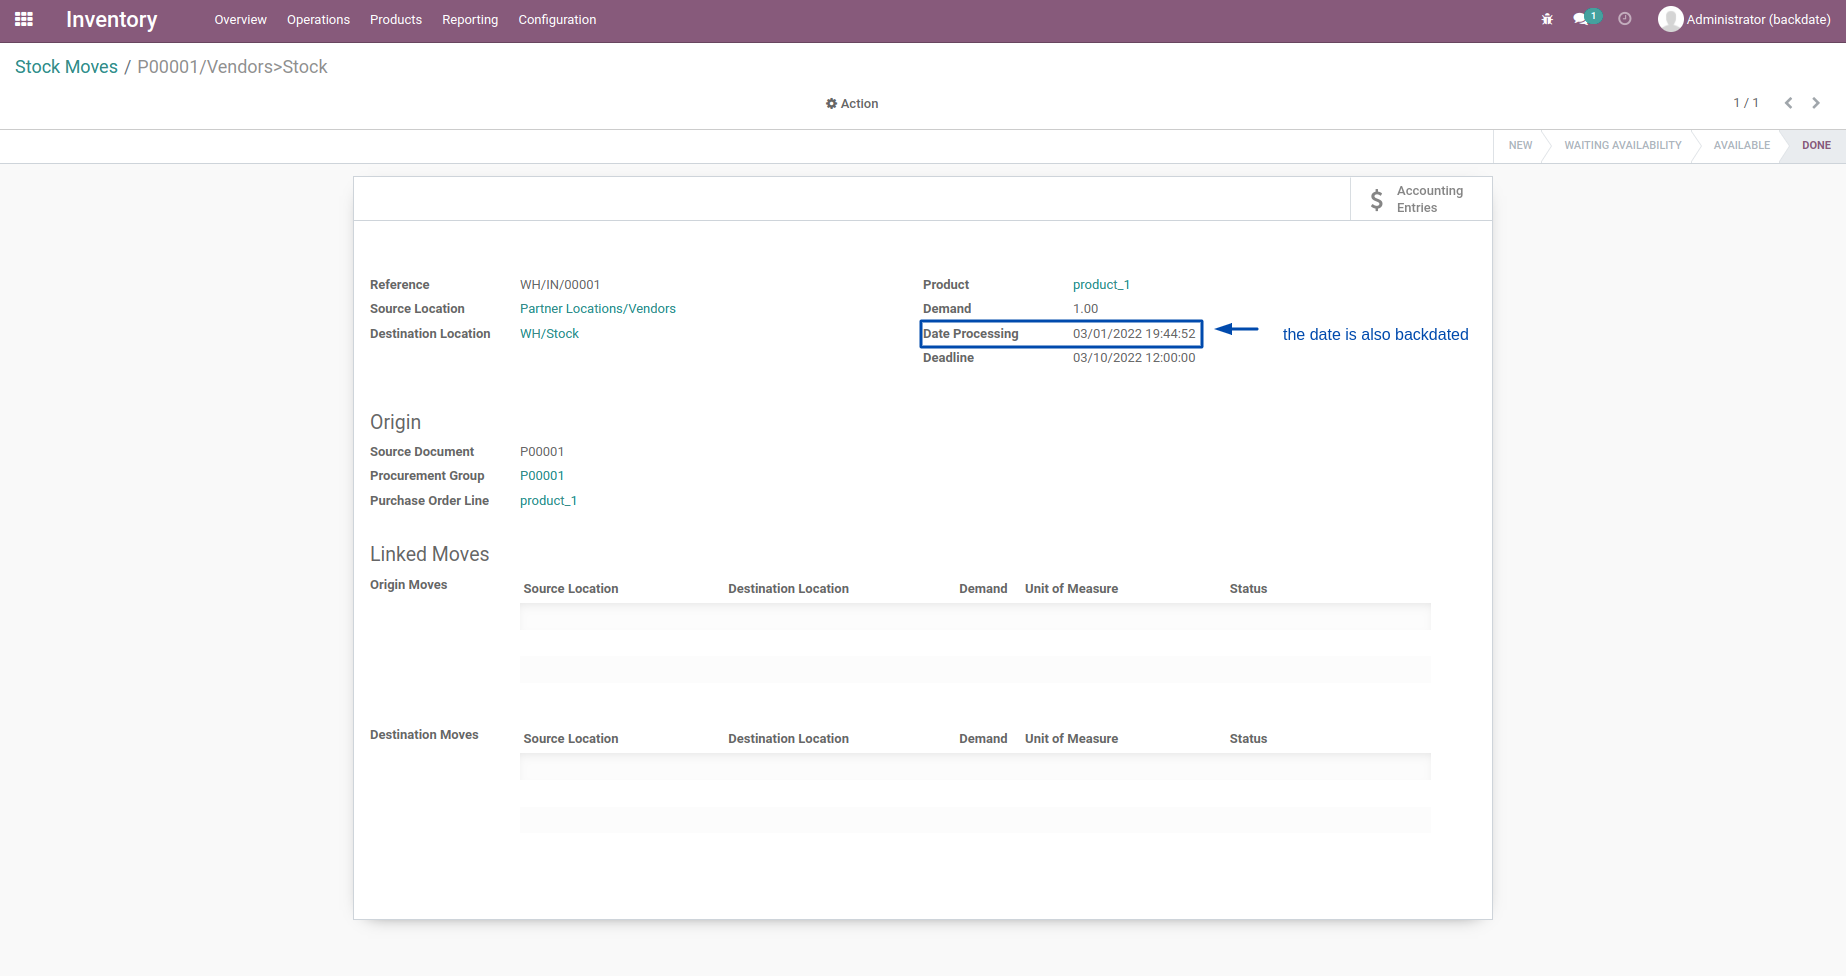 Inventory Overview Operations Products Reporting Configuration 1 Administrator (backdate)
Stock Moves / P00001/Vendors>Stock
Action 1 / 1
NEW WAITING AVAILABILITY AVAILABLE DONE
$ Accounting
Entries
Reference WH/IN/00001 Product product_1
Source Location Partner Locations/Vendors Demand 1.00
Destination Location WH/Stock Date Processing 03/01/2022 19:44:52 the date is also backdated
Deadline 03/10/2022 12:00:00
Origin
Source Document P00001
Procurement Group P00001
Purchase Order Line product_1
Linked Moves
Origin Moves Source Location Destination Location Demand Unit of Measure Status
Destination Moves Source Location Destination Location Demand Unit of Measure Status